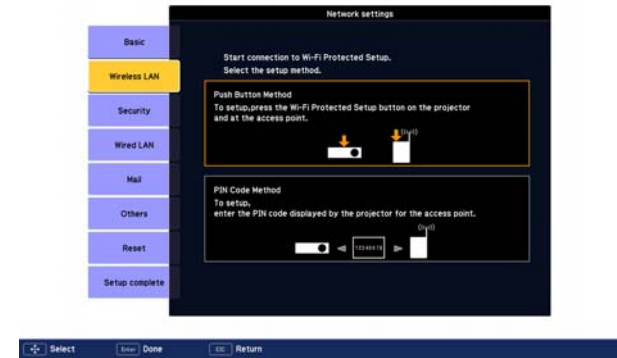 Network settings
Basic
Wireless LAN
Security
Wired LAN
Mail
Others
Reset
Setup complete
Start connection to Wi-Fi Protected Setup.
Select the setup method.
Push Button Method
To setup,press the Wi-Fi Protected Setup button on the projector
and at the access point.
PIN Code Method
To setup,
enter the PIN code displayed by the projector for the access point.
12345678
Select
Enter Done
ESC Return